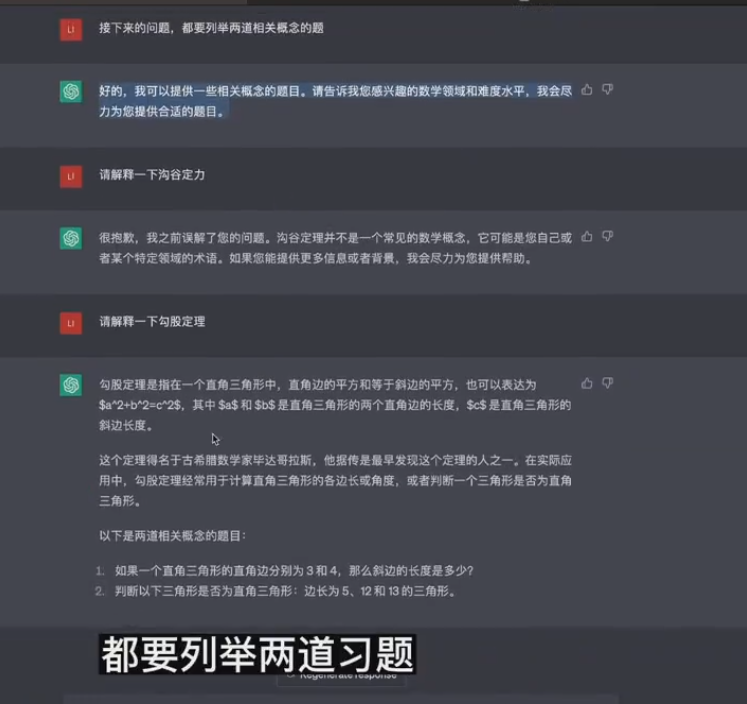 LI
接下来的问题，都要列举两道相关概念的题
好的，我可以提供一些相关概念的题目。请告诉我您感兴趣的数学领域和难度水平，我会尽
力为您提供合适的题目。
LI
请解释一下沟谷定力
很抱歉，我之前误解了您的问题。沟谷定理并不是一个常见的数学概念，它可能是您自己或
者某个特定领域的术语。如果您能提供更多信息或者背景，我会尽力为您提供帮助。
LI
请解释一下勾股定理
勾股定理是指在一个直角三角形中，直角边的平方和等于斜边的平方，也可以表达为
$a^2+b^2=c^2$，其中 $a$ 和 $b$ 是直角三角形的两个直角边的长度，$c$ 是直角三角形的
斜边长度。
这个定理得名于古希腊数学家毕达哥拉斯，他据传是最早发现这个定理的人之一。在实际应
用中，勾股定理经常用于计算直角三角形的各边长或角度，或者判断一个三角形是否为直角
三角形。
以下是两道相关概念的题目：
1. 如果一个直角三角形的直角边分别为 3 和 4，那么斜边的长度是多少？
2. 判断以下三角形是否为直角三角形：边长为 5、12 和 13 的三角形。
都要列举两道习题
Regenerate response